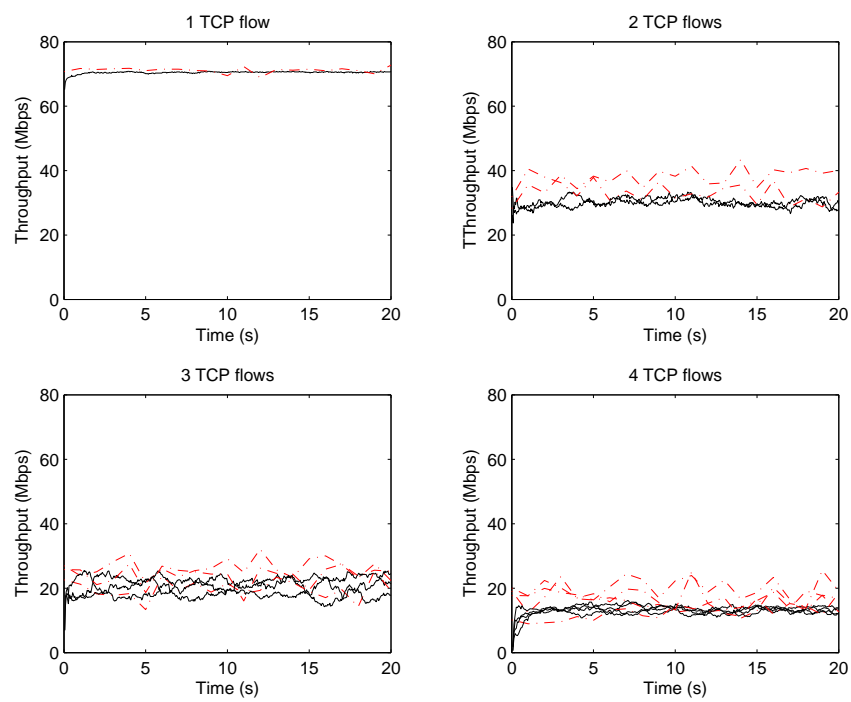 1 TCP flow
80
60
40
20
0
0 5 10 15 20
Throughput (Mbps)
Time (s)
2 TCP flows
80
60
40
20
0
0 5 10 15 20
TThroughput (Mbps)
Time (s)
3 TCP flows
80
60
40
20
0
0 5 10 15 20
Throughput (Mbps)
Time (s)
4 TCP flows
80
60
40
20
0
0 5 10 15 20
Throughput (Mbps)
Time (s)